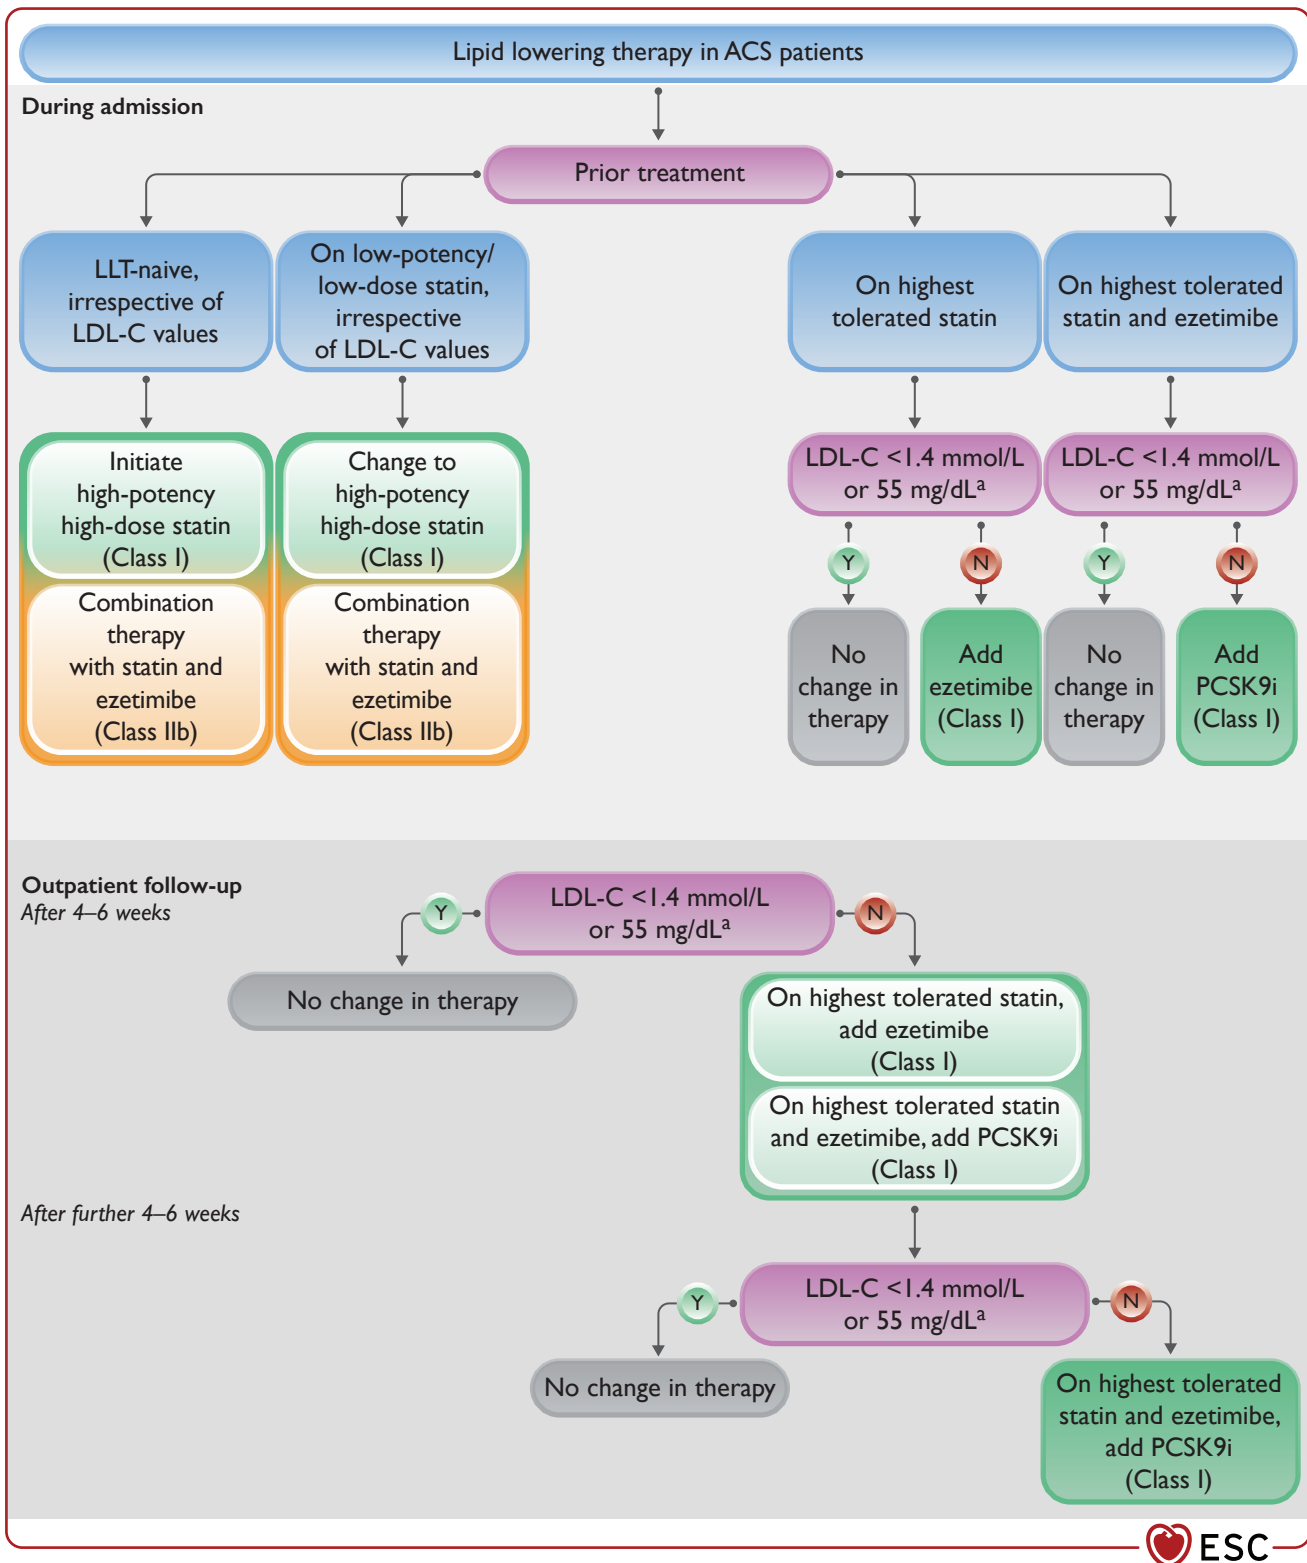 Lipid lowering therapy in ACS patients
During admission
Prior treatment
LLT-naive,
irrespective of
LDL-C values
On low-potency/
low-dose statin,
irrespective
of LDL-C values
On highest
tolerated statin
On highest tolerated
statin and ezetimibe
Initiate
high-potency
high-dose statin
(Class I)
Combination
therapy
with statin and
ezetimibe
(Class IIb)
Change to
high-potency
high-dose statin
(Class I)
Combination
therapy
with statin and
ezetimibe
(Class IIb)
LDL-C <1.4 mmol/L
or 55 mg/dLᵃ
Y
N
No
change in
therapy
Add
ezetimibe
(Class I)
LDL-C <1.4 mmol/L
or 55 mg/dLᵃ
Y
N
No
change in
therapy
Add
PCSK9i
(Class I)
Outpatient follow-up
After 4–6 weeks
LDL-C <1.4 mmol/L
or 55 mg/dLᵃ
Y
N
No change in therapy
On highest tolerated statin,
add ezetimibe
(Class I)
On highest tolerated statin
and ezetimibe, add PCSK9i
(Class I)
After further 4–6 weeks
LDL-C <1.4 mmol/L
or 55 mg/dLᵃ
Y
N
No change in therapy
On highest tolerated
statin and ezetimibe,
add PCSK9i
(Class I)
ESC